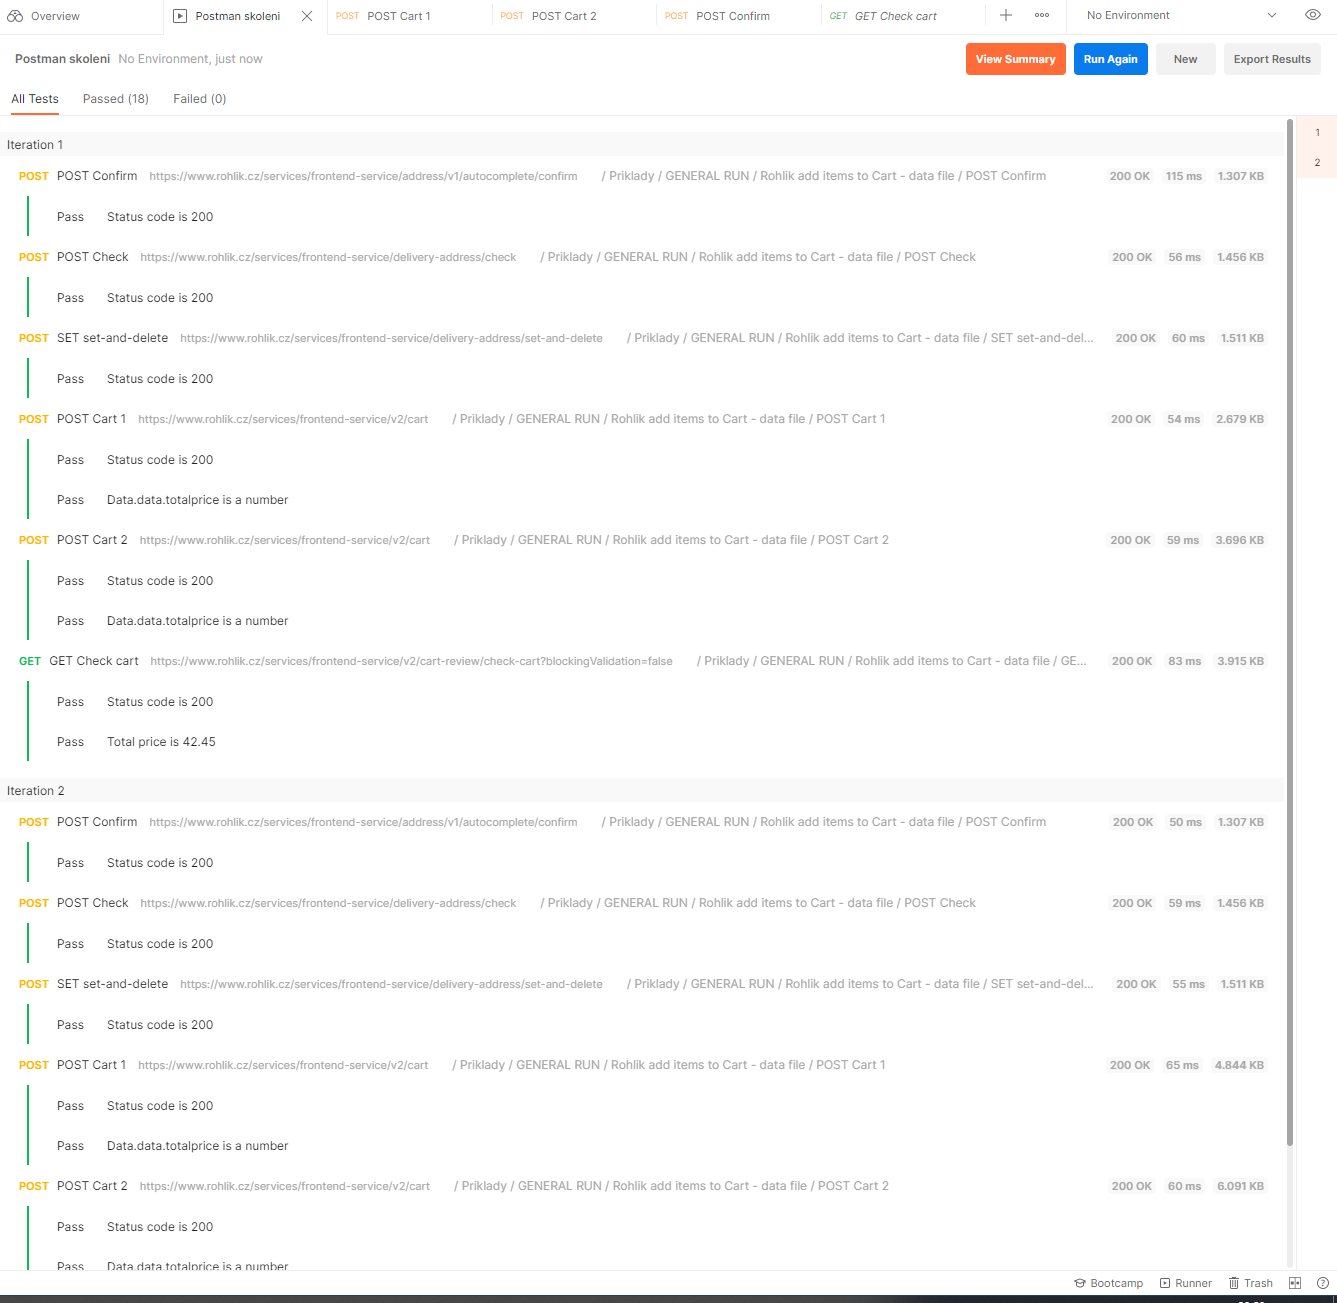 Overview Postman skoleni POST POST Cart 1 POST POST Cart 2 POST POST Confirm GET GET Check cart No Environment
Postman skoleni No Environment, just now View Summary Run Again New Export Results
All Tests Passed (18) Failed (0)
1
Iteration 1
2
POST POST Confirm https://www.rohlik.cz/services/frontend-service/address/v1/autocomplete/confirm / Priklady / GENERAL RUN / Rohlik add items to Cart - data file / POST Confirm 200 OK 115 ms 1.307 KB
Pass Status code is 200
POST POST Check https://www.rohlik.cz/services/frontend-service/delivery-address/check / Priklady / GENERAL RUN / Rohlik add items to Cart - data file / POST Check 200 OK 56 ms 1.456 KB
Pass Status code is 200
POST SET set-and-delete https://www.rohlik.cz/services/frontend-service/delivery-address/set-and-delete / Priklady / GENERAL RUN / Rohlik add items to Cart - data file / SET set-and-del... 200 OK 60 ms 1.511 KB
Pass Status code is 200
POST POST Cart 1 https://www.rohlik.cz/services/frontend-service/v2/cart / Priklady / GENERAL RUN / Rohlik add items to Cart - data file / POST Cart 1 200 OK 54 ms 2.679 KB
Pass Status code is 200
Pass Data.data.totalprice is a number
POST POST Cart 2 https://www.rohlik.cz/services/frontend-service/v2/cart / Priklady / GENERAL RUN / Rohlik add items to Cart - data file / POST Cart 2 200 OK 59 ms 3.696 KB
Pass Status code is 200
Pass Data.data.totalprice is a number
GET GET Check cart https://www.rohlik.cz/services/frontend-service/v2/cart-review/check-cart?blockingValidation=false / Priklady / GENERAL RUN / Rohlik add items to Cart - data file / GE... 200 OK 83 ms 3.915 KB
Pass Status code is 200
Pass Total price is 42.45
Iteration 2
POST POST Confirm https://www.rohlik.cz/services/frontend-service/address/v1/autocomplete/confirm / Priklady / GENERAL RUN / Rohlik add items to Cart - data file / POST Confirm 200 OK 50 ms 1.307 KB
Pass Status code is 200
POST POST Check https://www.rohlik.cz/services/frontend-service/delivery-address/check / Priklady / GENERAL RUN / Rohlik add items to Cart - data file / POST Check 200 OK 59 ms 1.456 KB
Pass Status code is 200
POST SET set-and-delete https://www.rohlik.cz/services/frontend-service/delivery-address/set-and-delete / Priklady / GENERAL RUN / Rohlik add items to Cart - data file / SET set-and-del... 200 OK 55 ms 1.511 KB
Pass Status code is 200
POST POST Cart 1 https://www.rohlik.cz/services/frontend-service/v2/cart / Priklady / GENERAL RUN / Rohlik add items to Cart - data file / POST Cart 1 200 OK 65 ms 4.844 KB
Pass Status code is 200
Pass Data.data.totalprice is a number
POST POST Cart 2 https://www.rohlik.cz/services/frontend-service/v2/cart / Priklady / GENERAL RUN / Rohlik add items to Cart - data file / POST Cart 2 200 OK 60 ms 6.091 KB
Pass Status code is 200
Pass Data.data.totalprice is a number
Bootcamp Runner Trash